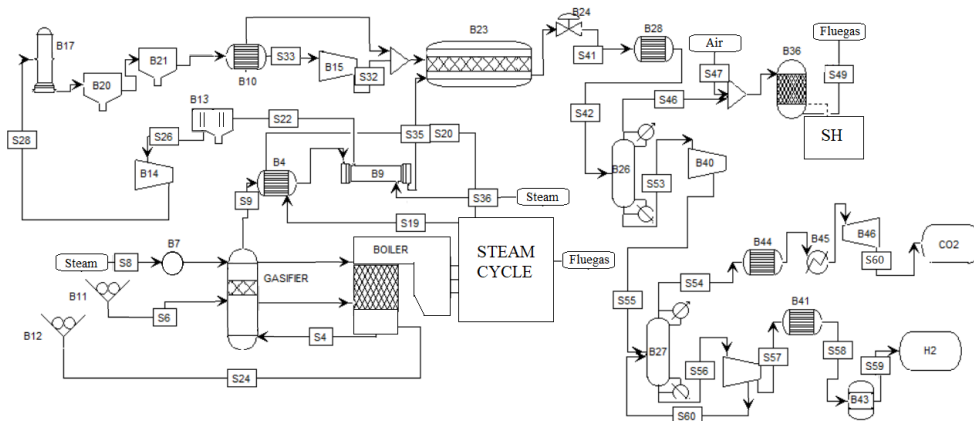 B17
B21
B20
B10
S33
B15
S32
B23
B24
S41
B28
Air
S47
B36
Fluegas
S49
SH
S28
S26
B13
S22
B14
S9
B4
B9
S35
S20
S36
Steam
S19
S42
S46
B26
S53
B40
Steam
S8
B7
GASIFIER
BOILER
STEAM
CYCLE
Fluegas
B11
S6
B12
S4
S24
S55
S54
B44
B45
B46
S60
CO2
B27
S56
S57
B41
S58
S59
B43
H2
S60